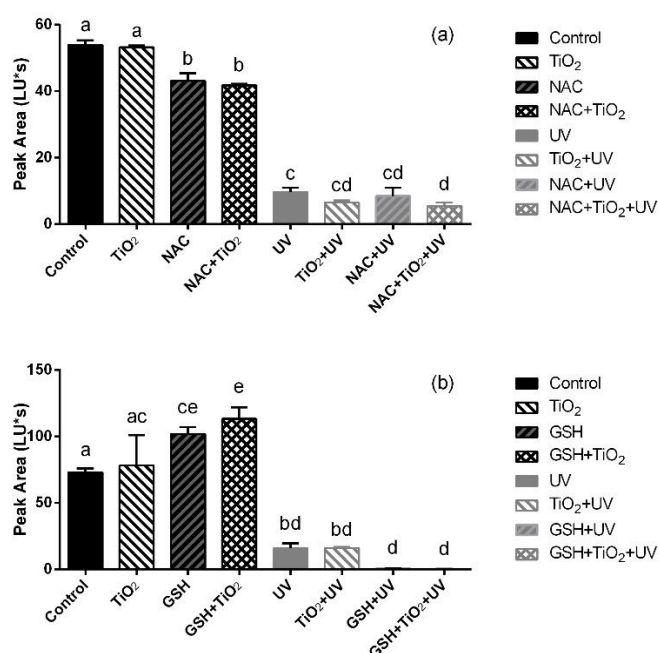 (a)
Peak Area (LU*s)
60
40
20
0
a
a
b
b
c
cd
cd
d
Control
TiO₂
NAC
NAC+TiO₂
UV
TiO₂+UV
NAC+UV
NAC+TiO₂+UV
Control
TiO₂
NAC
NAC+TiO₂
UV
TiO₂+UV
NAC+UV
NAC+TiO₂+UV
(b)
Peak Area (LU*s)
150
100
50
0
a
ac
ce
e
bd
bd
d
d
Control
TiO₂
GSH
GSH+TiO₂
UV
TiO₂+UV
GSH+UV
GSH+TiO₂+UV
Control
TiO₂
GSH
GSH+TiO₂
UV
TiO₂+UV
GSH+UV
GSH+TiO₂+UV